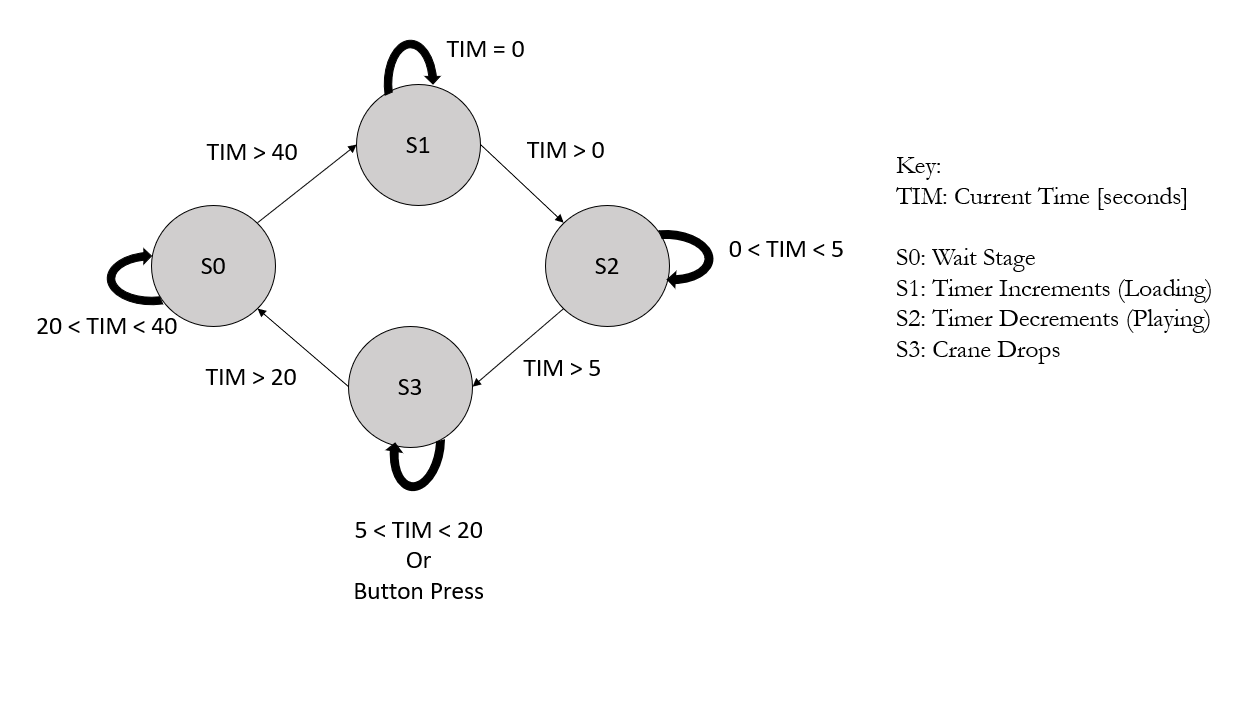 TIM = 0
S1
TIM > 40
TIM > 0
S0
S2
20 < TIM < 40
0 < TIM < 5
TIM > 20
S3
TIM > 5
5 < TIM < 20
Or
Button Press
Key:
TIM: Current Time [seconds]
S0: Wait Stage
S1: Timer Increments (Loading)
S2: Timer Decrements (Playing)
S3: Crane Drops